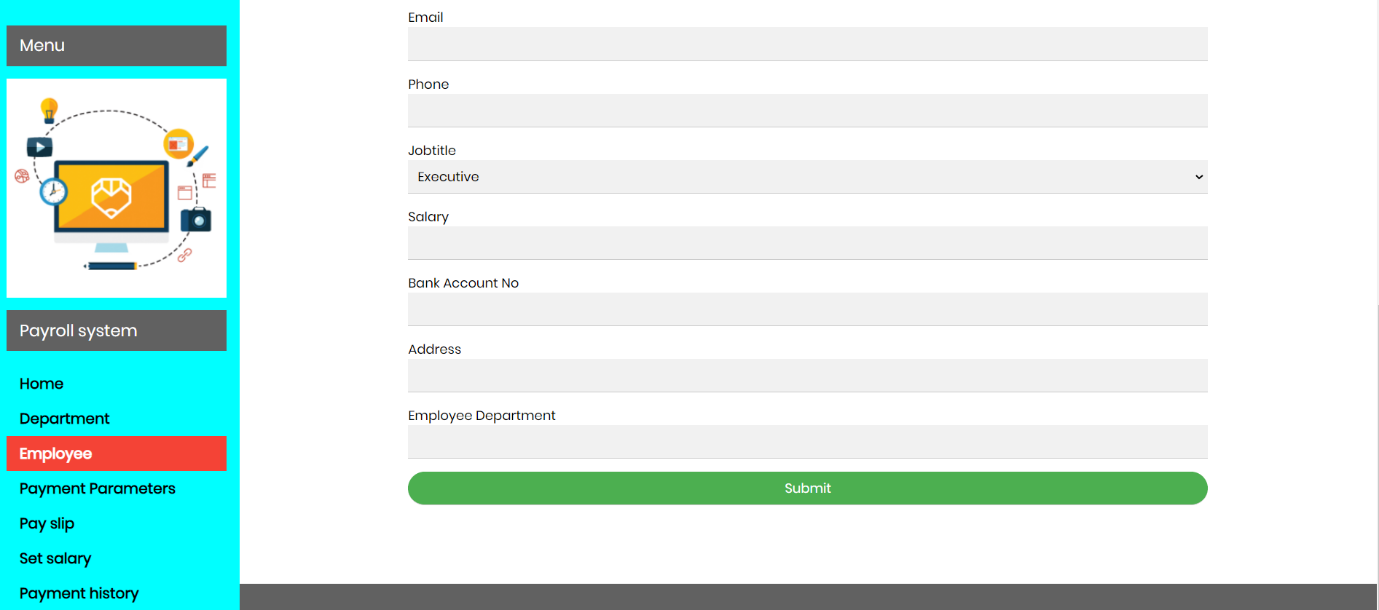 Menu
Payroll system
Home
Department
Employee
Payment Parameters
Pay slip
Set salary
Payment history
Email
Phone
Jobtitle
Executive
Salary
Bank Account No
Address
Employee Department
Submit